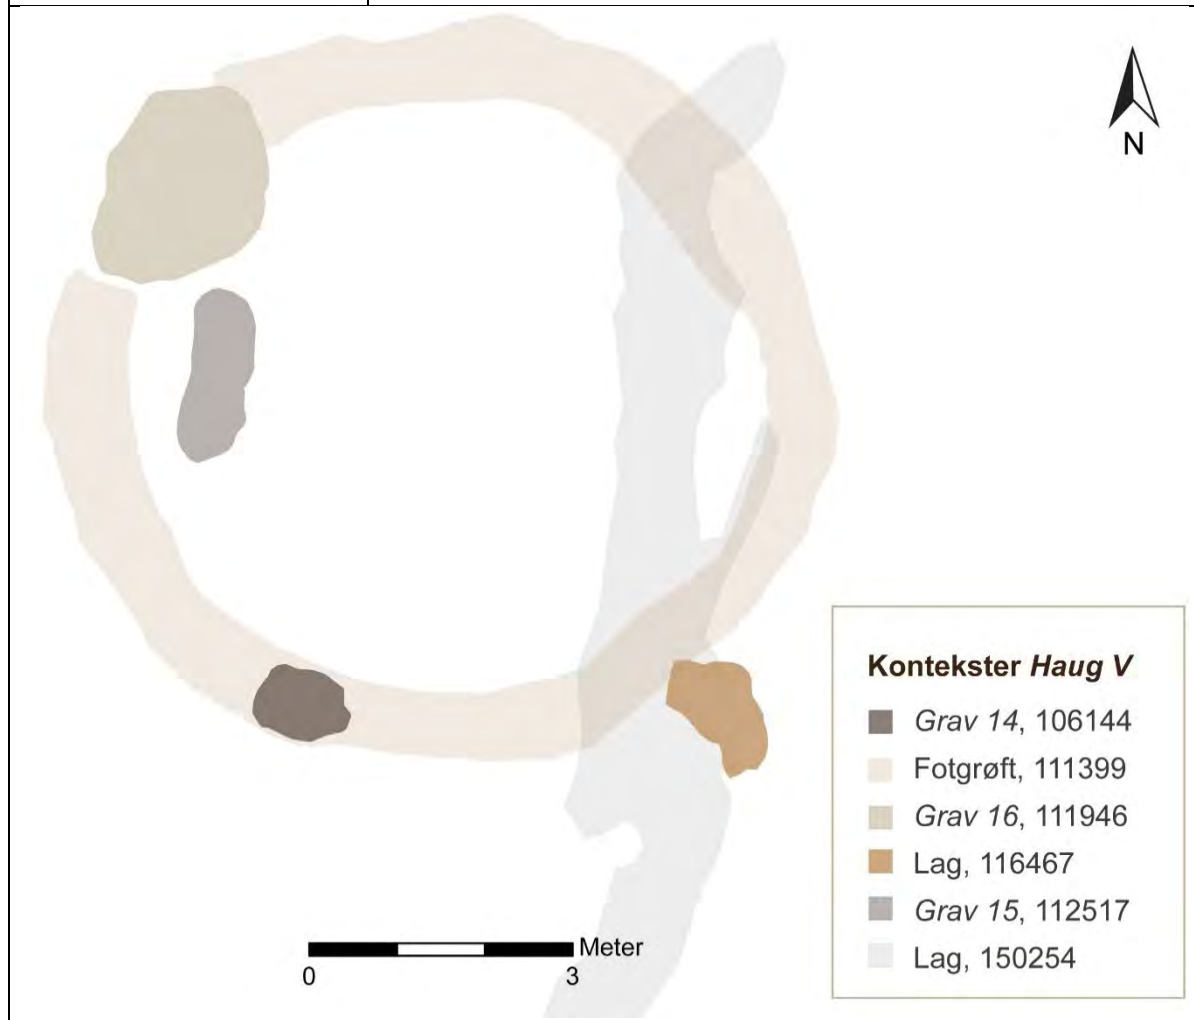 N
Kontekster Haug V
Grav 14, 106144
Fotgrøft, 111399
Grav 16, 111946
Lag, 116467
Grav 15, 112517
Lag, 150254
Meter
0 3